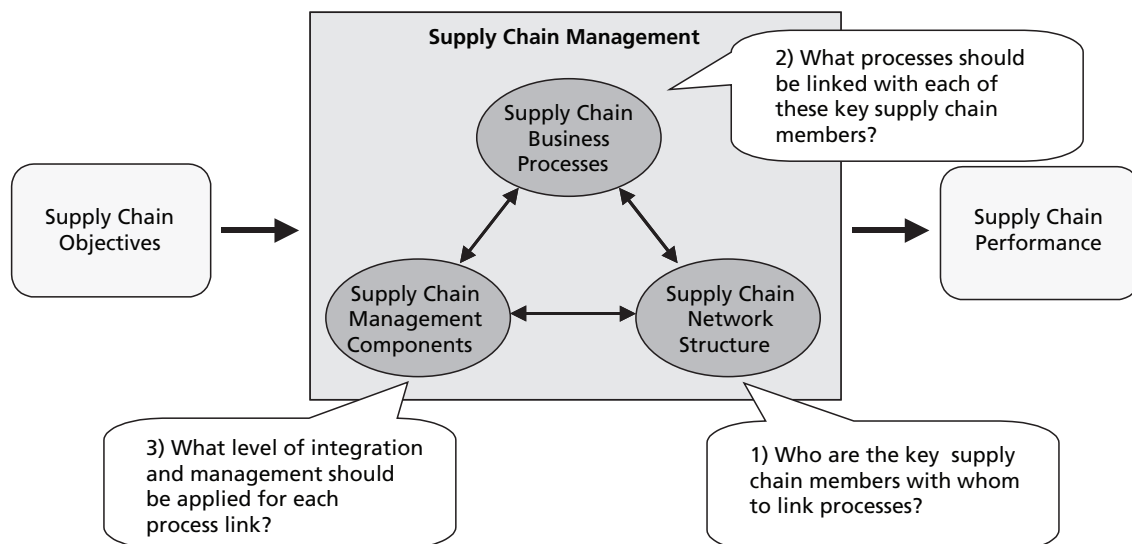 Supply Chain Management
2) What processes should
be linked with each of
these key supply chain
members?
Supply Chain
Business
Processes
Supply Chain
Objectives
Supply Chain
Performance
Supply Chain
Management
Components
Supply Chain
Network
Structure
3) What level of integration
and management should
be applied for each
process link?
1) Who are the key supply
chain members with whom
to link processes?